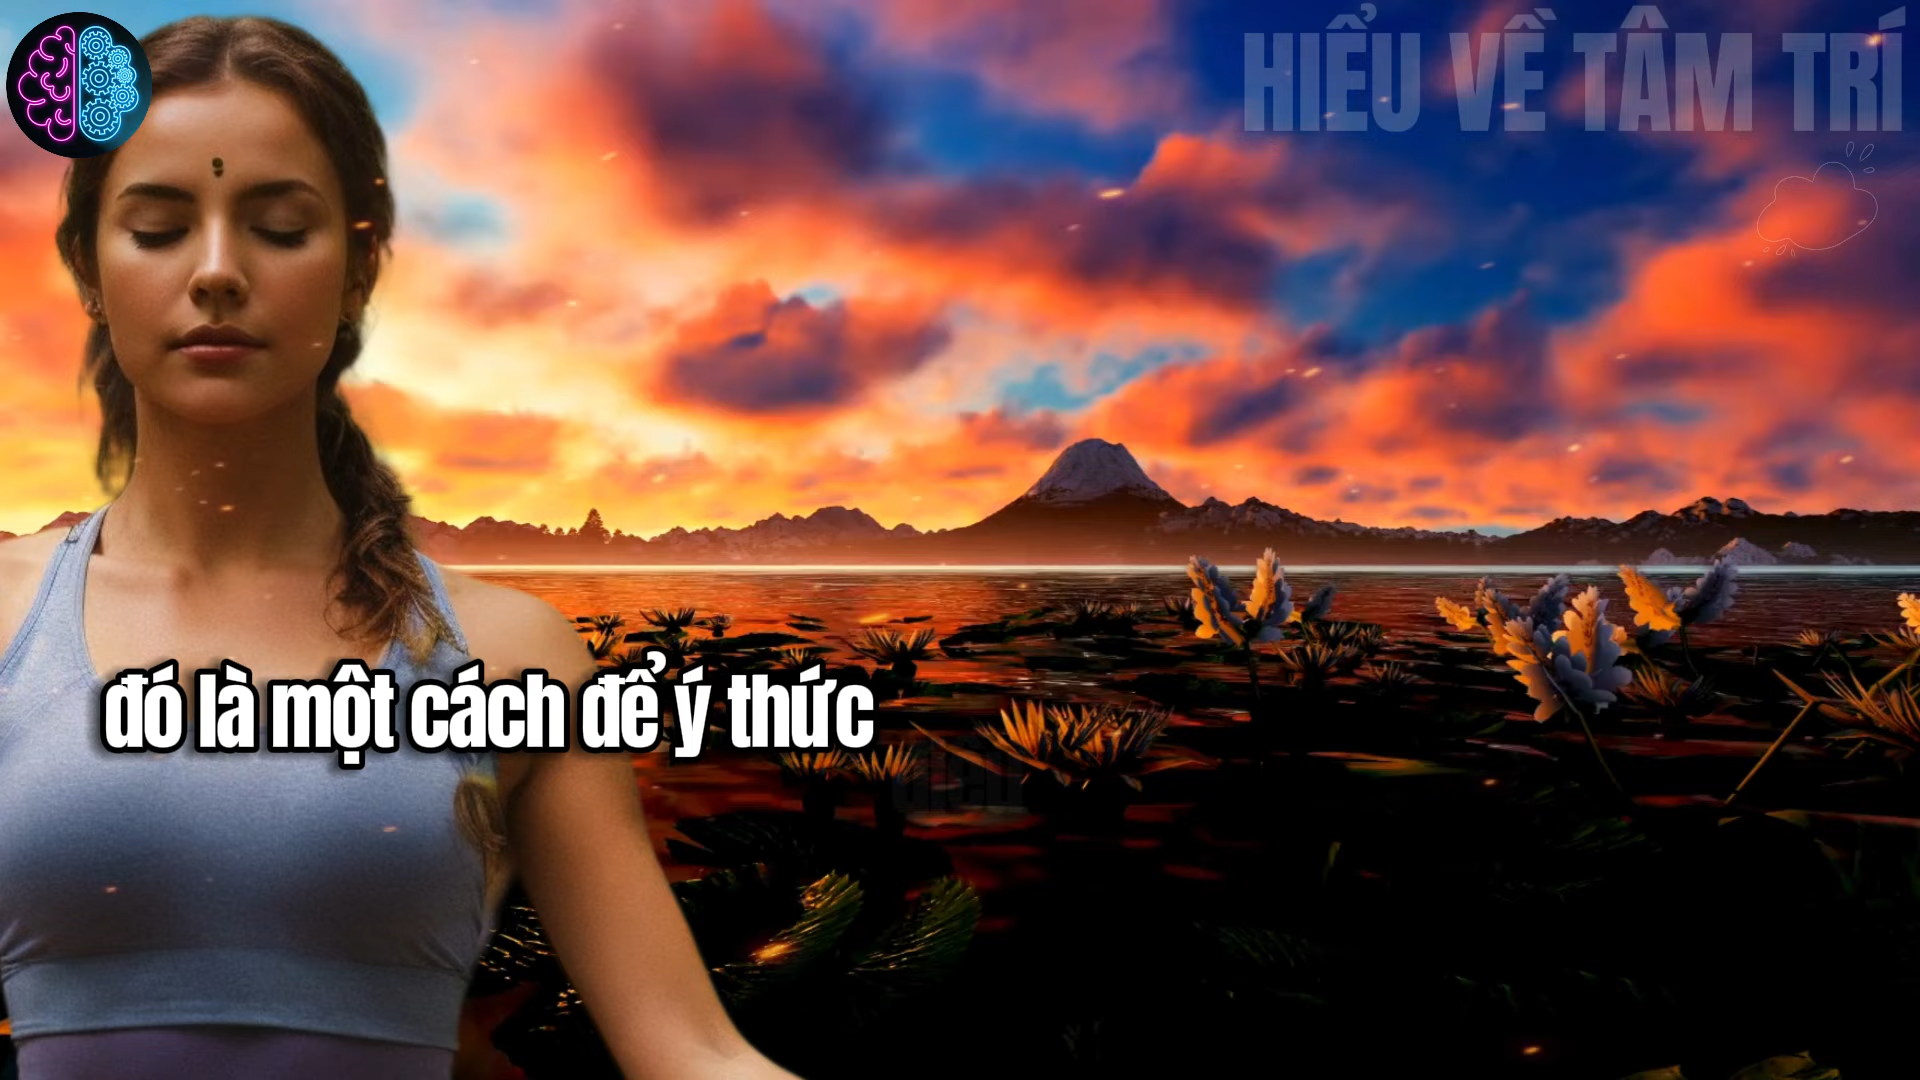 HIỂU VỀ TÂM TRÍ
đó là một cách để ý thức